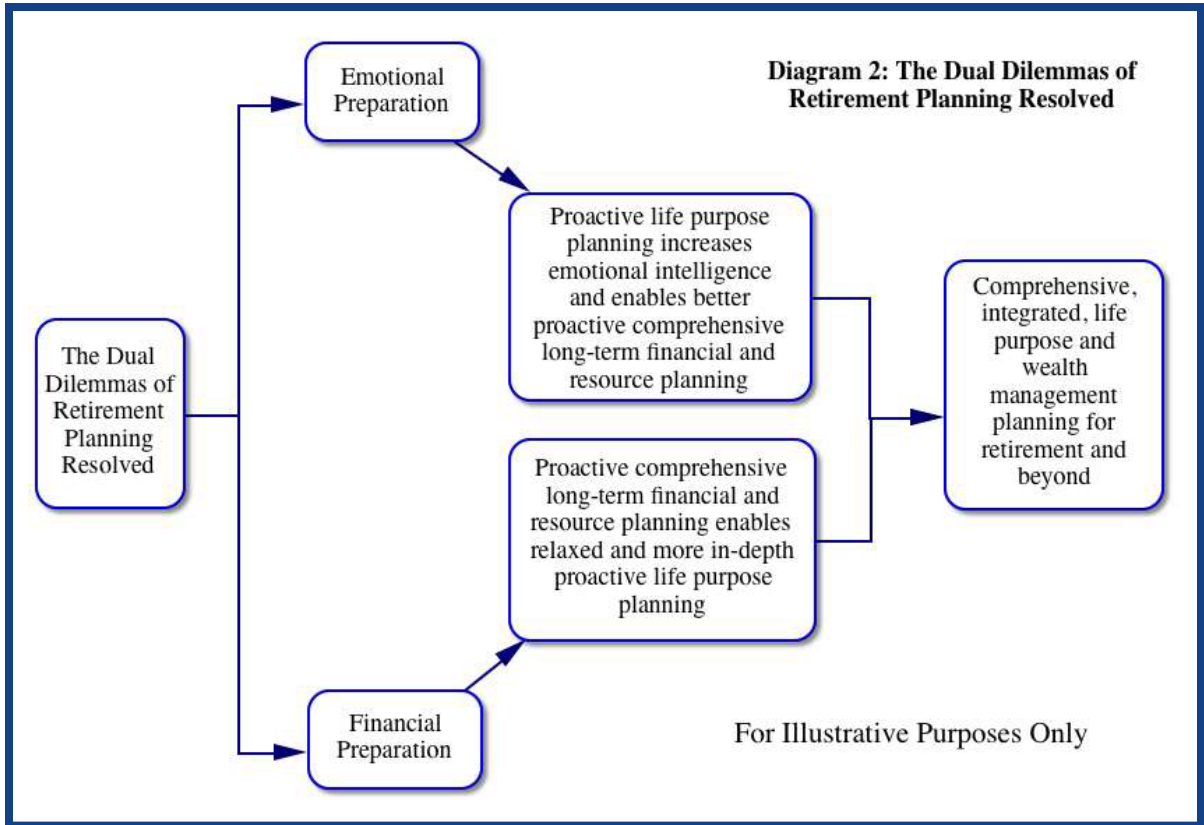 Diagram 2: The Dual Dilemmas of
Retirement Planning Resolved
The Dual
Dilemmas of
Retirement
Planning
Resolved
Emotional
Preparation
Proactive life purpose
planning increases
emotional intelligence
and enables better
proactive comprehensive
long-term financial and
resource planning
Proactive comprehensive
long-term financial and
resource planning enables
relaxed and more in-depth
proactive life purpose
planning
Financial
Preparation
Comprehensive,
integrated, life
purpose and
wealth
management
planning for
retirement and
beyond
For Illustrative Purposes Only